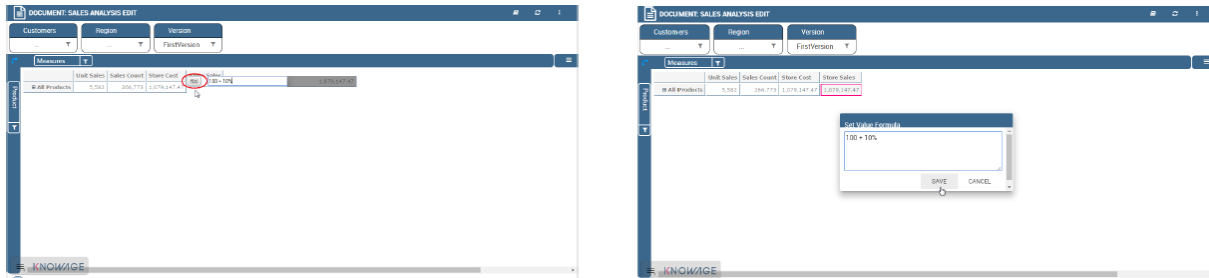 DOCUMENT: SALES ANALYSIS EDIT
Customers Region Version
... ... FirstVersion
Measures
Unit Sales Sales Count Store Cost Sales
f(x) 100 + 10% 1,079,147.47
All Products 5,582 266,773 1,079,147.47
Product
KNOWAGE
DOCUMENT: SALES ANALYSIS EDIT
Customers Region Version
... ... FirstVersion
Measures
Unit Sales Sales Count Store Cost Store Sales
All Products 5,582 266,773 1,079,147.47 1,079,147.47
Product
Set Value Formula
100 + 10%
SAVE CANCEL
KNOWAGE